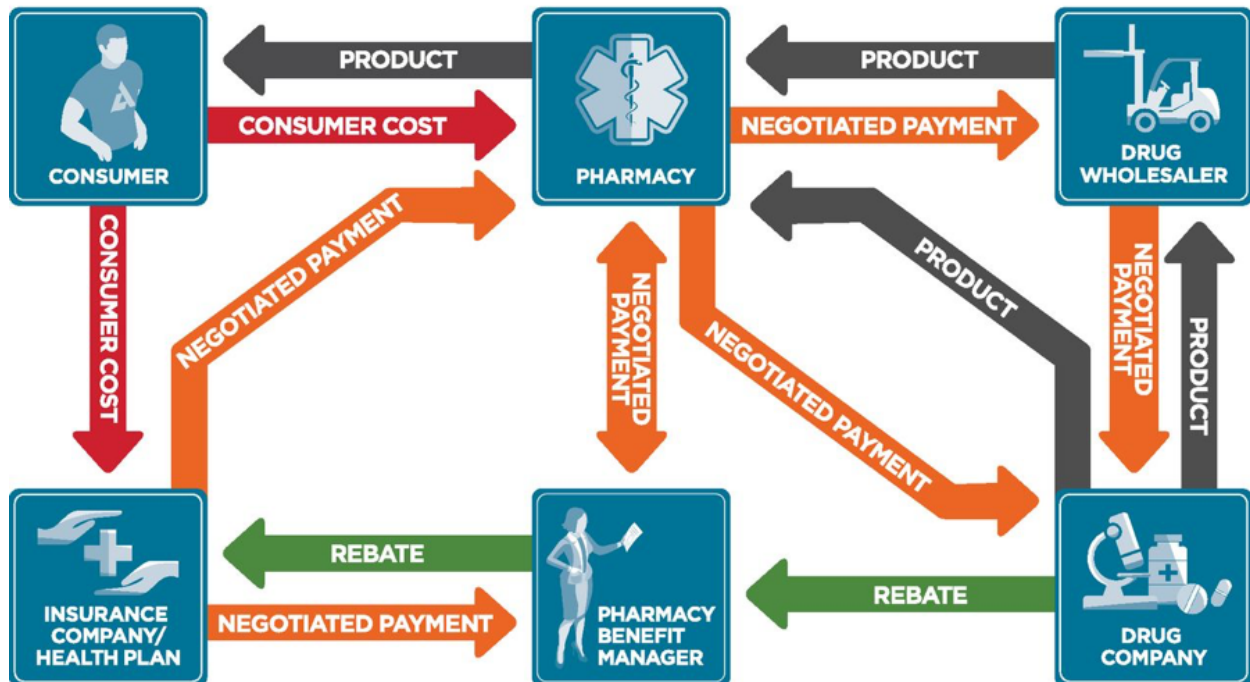 PRODUCT
PRODUCT
CONSUMER COST
NEGOTIATED PAYMENT
CONSUMER
PHARMACY
DRUG
WHOLESALER
CONSUMER COST
NEGOTIATED PAYMENT
NEGOTIATED
PAYMENT
NEGOTIATED PAYMENT
PRODUCT
NEGOTIATED
PAYMENT
PRODUCT
REBATE
REBATE
NEGOTIATED PAYMENT
INSURANCE
COMPANY/
HEALTH PLAN
PHARMACY
BENEFIT
MANAGER
DRUG
COMPANY